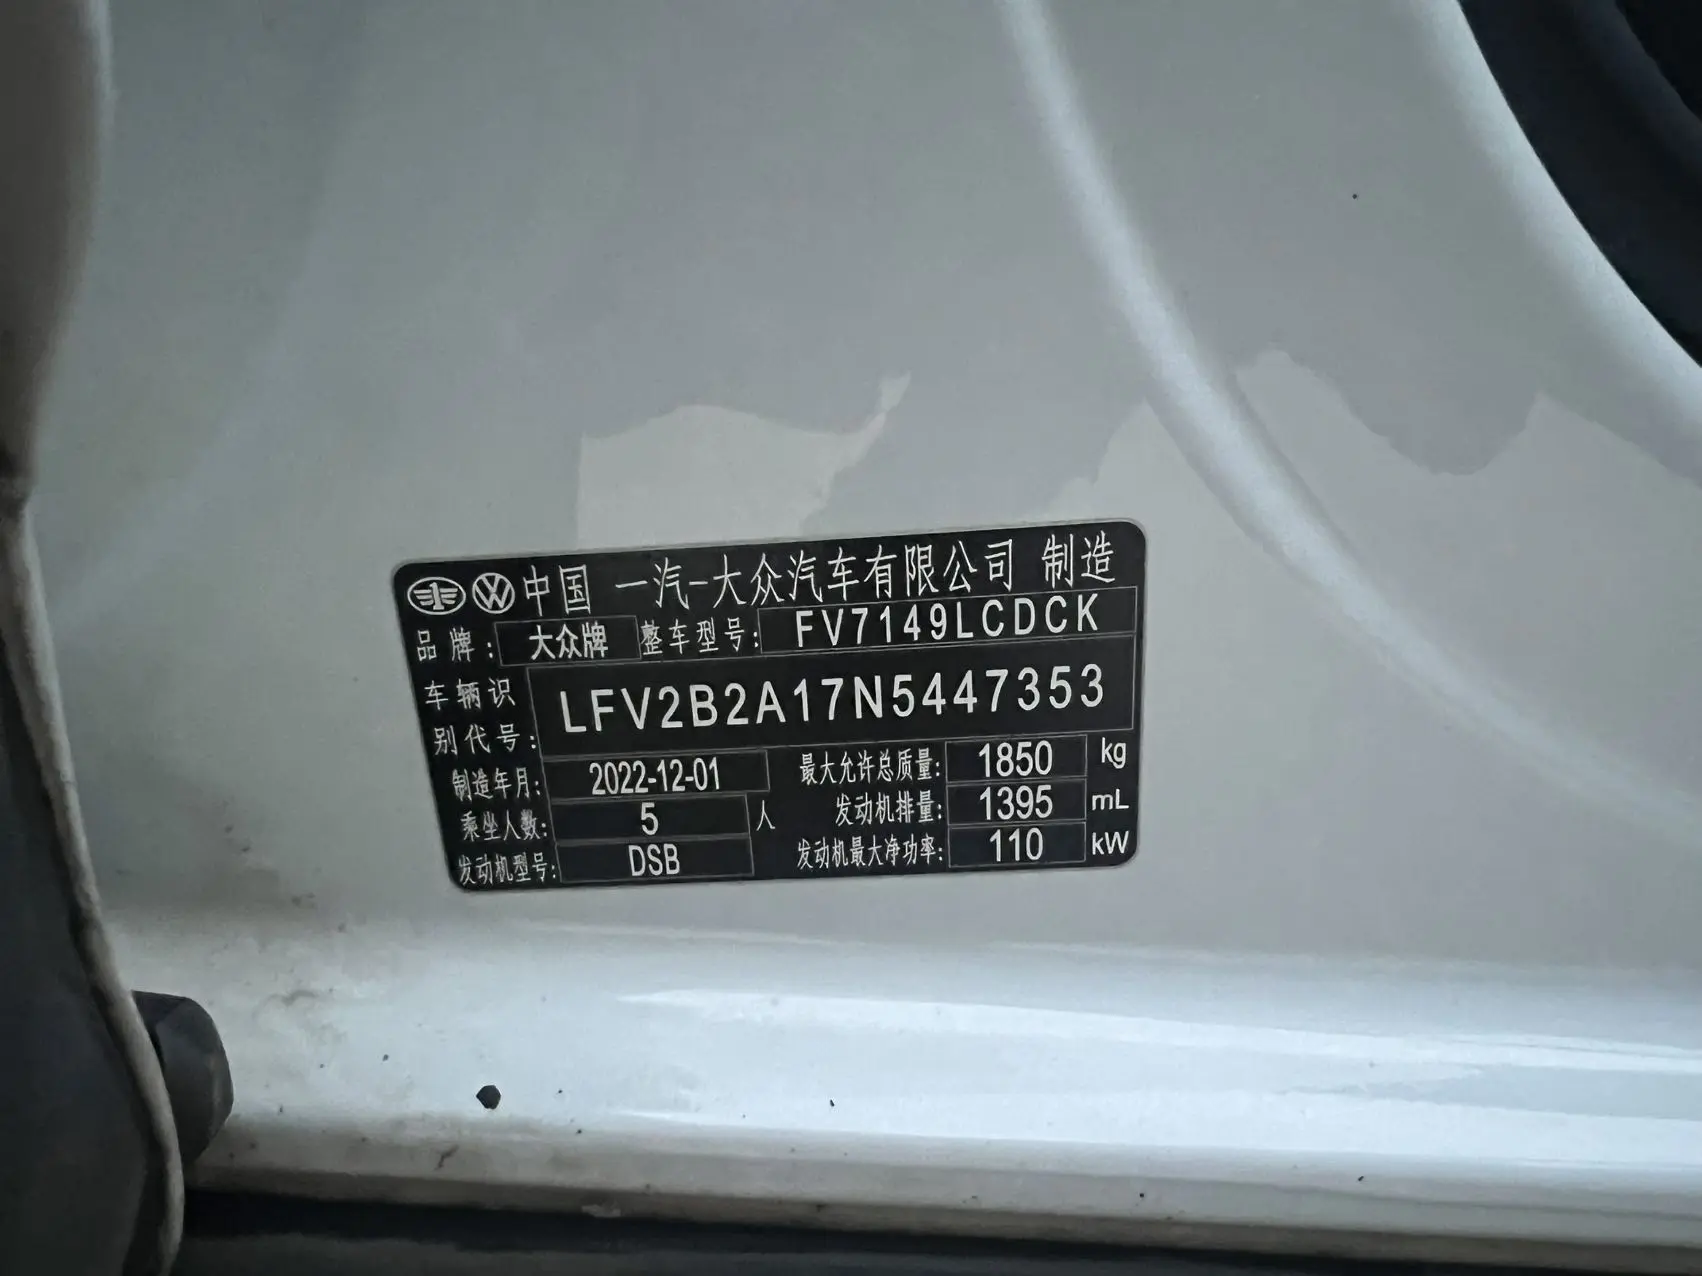 中国 一汽-大众汽车有限公司 制造
品牌: 大众牌 整车型号: FV7149LCDCK
车辆识别代号: LFV2B2A17N5447353
制造年月: 2022-12-01 最大允许总质量: 1850 kg
乘坐人数: 5 人 发动机排量: 1395 mL
发动机型号: DSB 发动机最大净功率: 110 kW